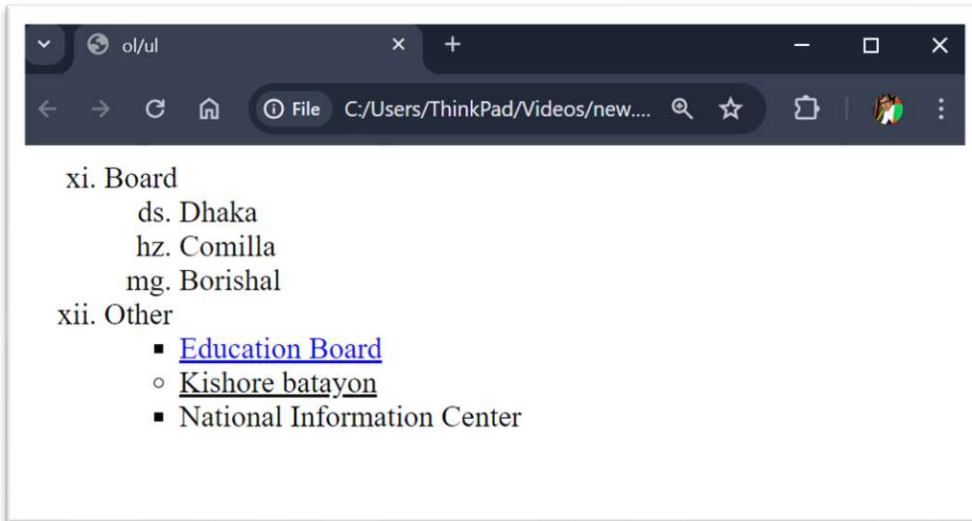 ol/ul
File C:/Users/ThinkPad/Videos/new....
xi. Board
ds. Dhaka
hz. Comilla
mg. Borishal
xii. Other
▪ Education Board
○ Kishore batayon
▪ National Information Center